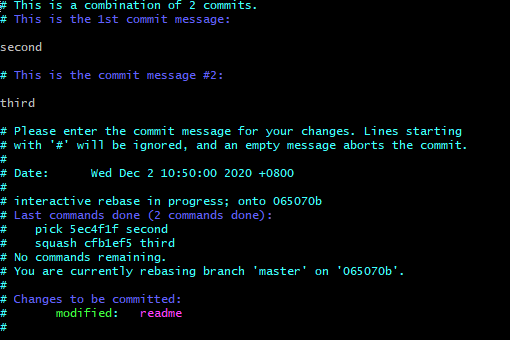 # This is a combination of 2 commits.
# This is the 1st commit message:
second
# This is the commit message #2:
third
# Please enter the commit message for your changes. Lines starting
# with '#' will be ignored, and an empty message aborts the commit.
#
# Date:      Wed Dec 2 10:50:00 2020 +0800
#
# interactive rebase in progress; onto 065070b
# Last commands done (2 commands done):
#    pick 5ec4f1f second
#    squash cfb1ef5 third
# No commands remaining.
# You are currently rebasing branch 'master' on '065070b'.
#
# Changes to be committed:
#       modified:   readme
#